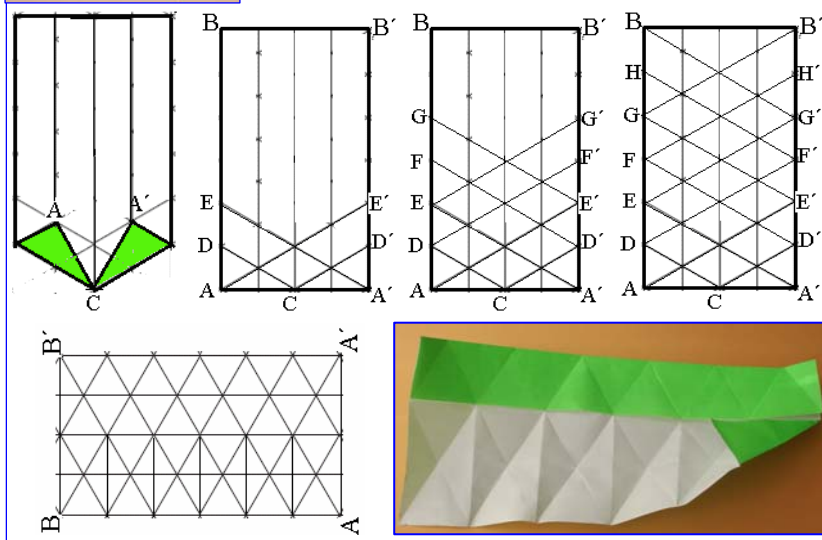 A A´
C
B B´
E E´
D D´
A C A´
B B´
G G´
F F´
E E´
D D´
A C A´
B B´
H H´
G G´
F F´
E E´
D D´
A C A´
B´ A´
B A